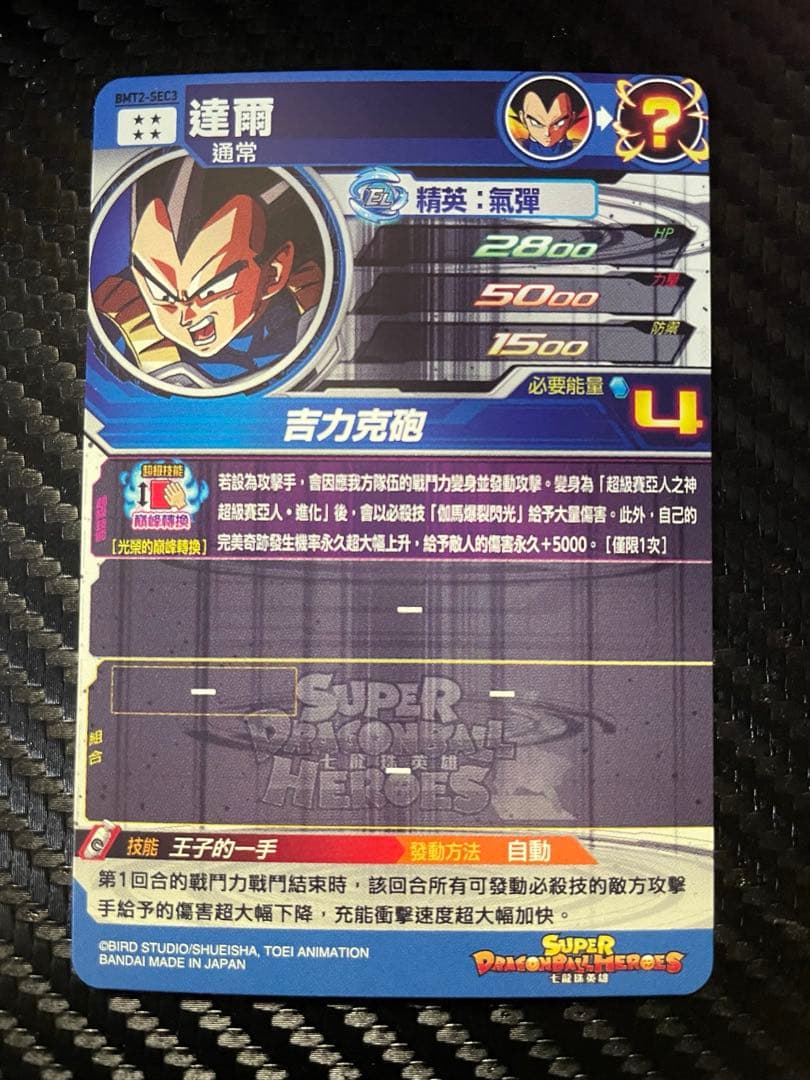 BMT2-SEC3
★★
★★
達爾
通常
?
EL 精英:氣彈
HP
2800
力量
5000
防禦
1500
必要能量 4
吉力克砲
超級技能
超級技能
巔峰轉換
[光榮的巔峰轉換]
若設為攻擊手,會因應我方隊伍的戰鬥力變身並發動攻擊。變身為「超級賽亞人之神
超級賽亞人・進化」後,會以必殺技「伽馬爆裂閃光」給予大量傷害。此外,自己的
完美奇跡發生機率永久超大幅上升,給予敵人的傷害永久+5000。[僅限1次]
–
– –
組合
–
SUPER
DRAGONBALL
七龍珠英雄
HEROES
技能 王子的一手 發動方法 自動
第1回合的戰鬥力戰鬥結束時,該回合所有可發動必殺技的敵方攻擊
手給予的傷害超大幅下降,充能衝擊速度超大幅加快。
©BIRD STUDIO/SHUEISHA, TOEI ANIMATION
BANDAI MADE IN JAPAN
SUPER
DRAGONBALL HEROES
七龍珠英雄